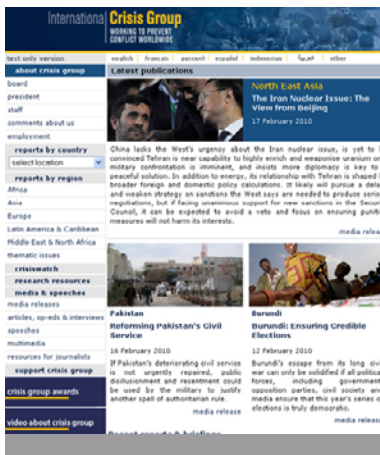 International Crisis Group
WORKING TO PREVENT
CONFLICT WORLDWIDE
text only version
english français русский español indonesian عربي other
about crisis group
Latest publications
board
president
staff
comments about us
employment
reports by country
select location
reports by region
Africa
Asia
Europe
Latin America & Caribbean
Middle East & North Africa
thematic issues
crisiswatch
research resources
media & speeches
media releases
articles, op-eds & interviews
speeches
multimedia
resources for journalists
support crisis group
crisis group awards
video about crisis group
North East Asia
The Iran Nuclear Issue: The
View from Beijing
17 February 2010
China lacks the West's urgency about the Iran nuclear issue, is yet to
convinced Tehran is near capability to highly enrich and weaponise uranium or
military confrontation is imminent, and insists more diplomacy is key to
peaceful solution. In addition to energy, its relationship with Tehran is shaped
broader foreign and domestic policy calculations. It likely will pursue a dela
and weaken strategy on sanctions the West says are needed to produce serio
negotiations, but if facing unanimous support for new sanctions in the Secur
Council, it can be expected to avoid a veto and focus on ensuring puniti
measures will not harm its interests.
media relea
Pakistan
Reforming Pakistan's Civil
Service
16 February 2010
If Pakistan's deteriorating civil service
is not urgently repaired, public
disillusionment and resentment could
be used by the military to justify
another spell of authoritarian rule.
media release
Burundi
Burundi: Ensuring Credible
Elections
12 February 2010
Burundi's escape from its long civi
war can only be solidified if all politica
forces, including government
opposition parties, civil society an
media ensure that this year's series o
elections is truly democratic.
media relea
Recent reports & briefings